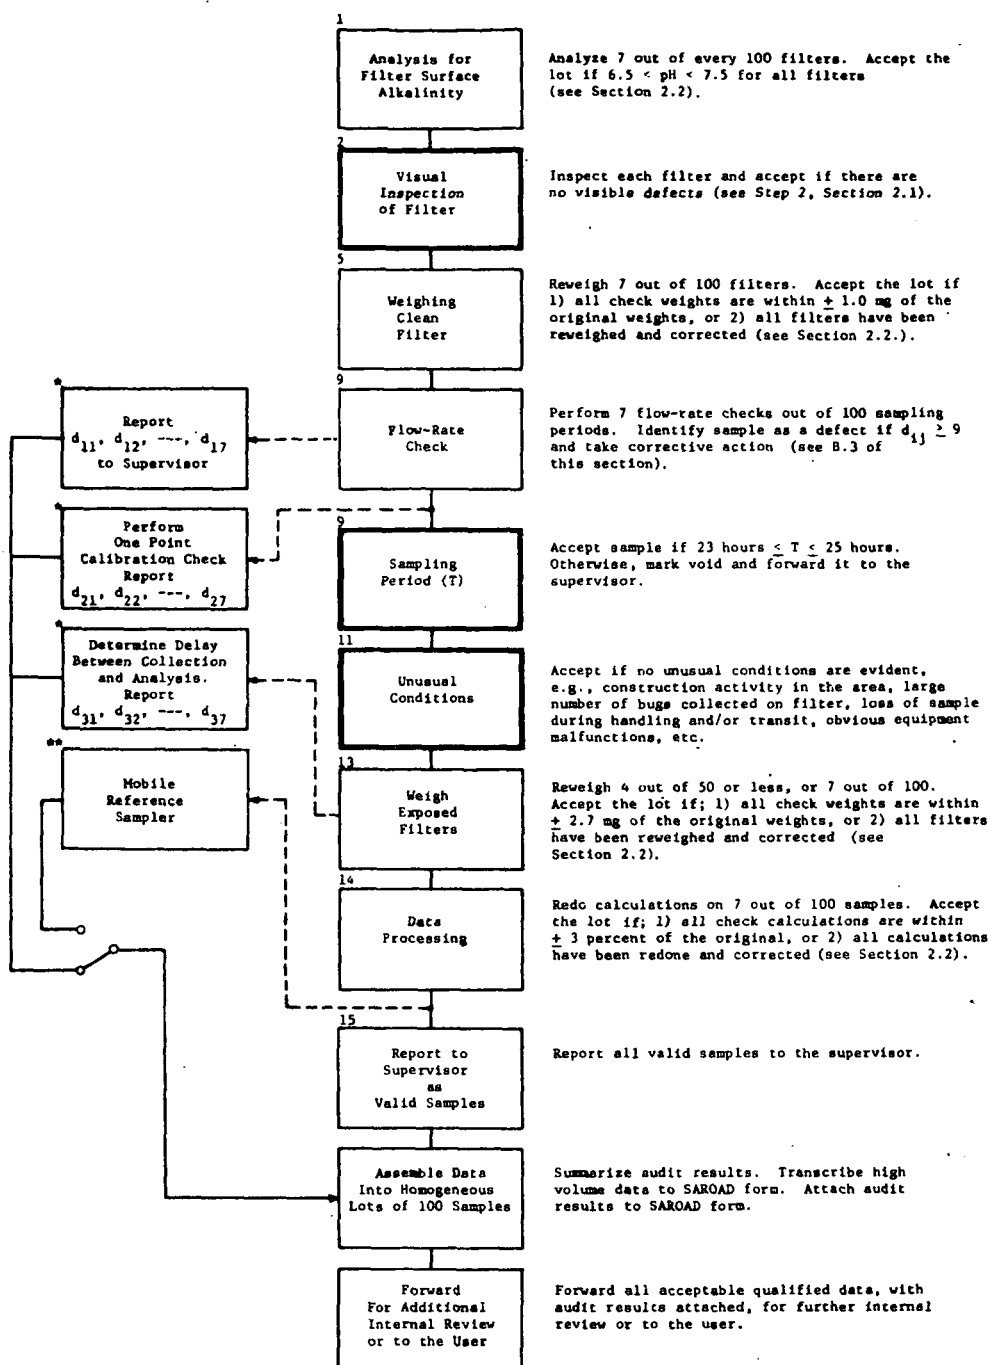 1
Analysis for
Filter Surface
Alkalinity
Analyze 7 out of every 100 filters. Accept the
lot if 6.5 < pH < 7.5 for all filters
(see Section 2.2).
2
Visual
Inspection
of Filter
Inspect each filter and accept if there are
no visible defects (see Step 2, Section 2.1).
5
Weighing
Clean
Filter
Reweigh 7 out of 100 filters. Accept the lot if
1) all check weights are within ± 1.0 mg of the
original weights, or 2) all filters have been
reweighed and corrected (see Section 2.2.).
9
Flow-Rate
Check
Perform 7 flow-rate checks out of 100 sampling
periods. Identify sample as a defect if d_ij ≥ 9
and take corrective action (see B.3 of
this section).
*
Report
d_11, d_12, ---, d_17
to Supervisor
*
Perform
One Point
Calibration Check
Report
d_21, d_22, ---, d_27
9
Sampling
Period (T)
Accept sample if 23 hours ≤ T ≤ 25 hours.
Otherwise, mark void and forward it to the
supervisor.
*
Determine Delay
Between Collection
and Analysis.
Report
d_31, d_32, ---, d_37
11
Unusual
Conditions
Accept if no unusual conditions are evident,
e.g., construction activity in the area, large
number of bugs collected on filter, loss of sample
during handling and/or transit, obvious equipment
malfunctions, etc.
**
Mobile
Reference
Sampler
13
Weigh
Exposed
Filters
Reweigh 4 out of 50 or less, or 7 out of 100.
Accept the lot if; 1) all check weights are within
± 2.7 mg of the original weights, or 2) all filters
have been reweighed and corrected (see
Section 2.2).
14
Data
Processing
Redo calculations on 7 out of 100 samples. Accept
the lot if; 1) all check calculations are within
± 3 percent of the original, or 2) all calculations
have been redone and corrected (see Section 2.2).
15
Report to
Supervisor
as
Valid Samples
Report all valid samples to the supervisor.
Assemble Data
Into Homogeneous
Lots of 100 Samples
Summarize audit results. Transcribe high
volume data to SAROAD form. Attach audit
results to SAROAD form.
Forward
For Additional
Internal Review
or to the User
Forward all acceptable qualified data, with
audit results attached, for further internal
review or to the user.